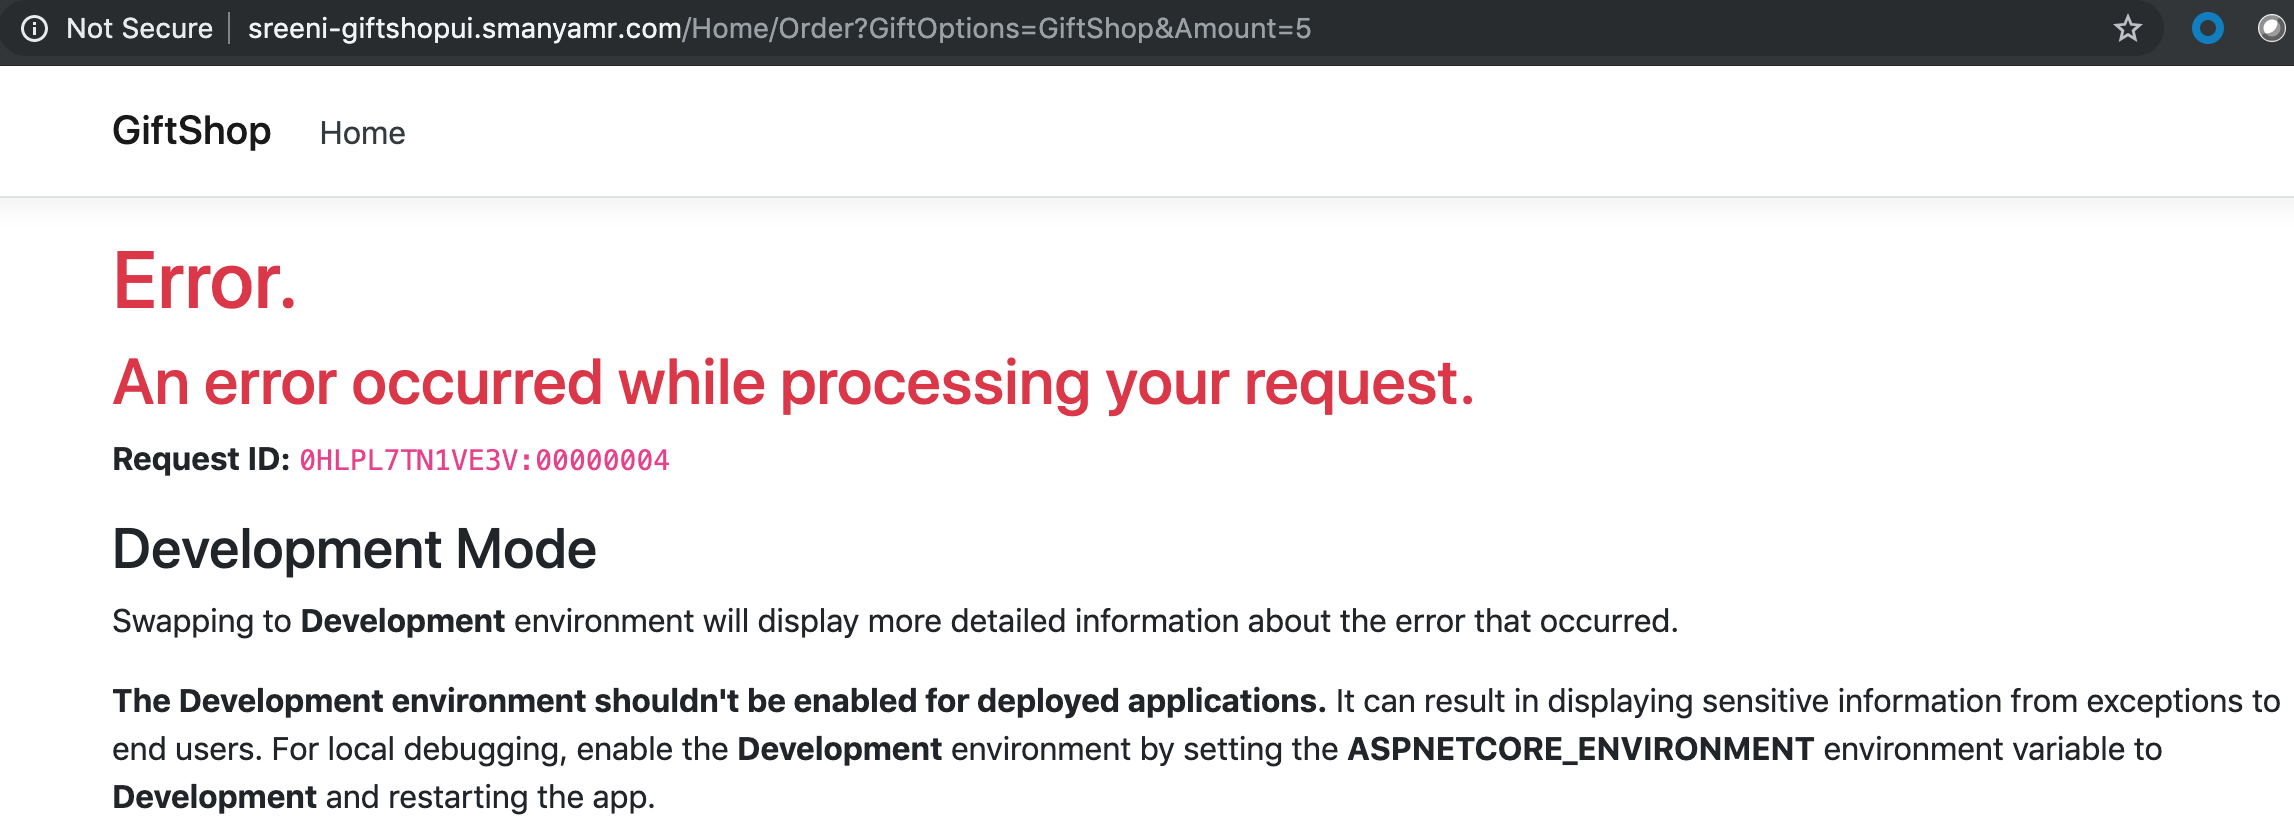 Not Secure sreeni-giftshopui.smanyamr.com/Home/Order?GiftOptions=GiftShop&Amount=5
GiftShop Home
Error.
An error occurred while processing your request.
Request ID: 0HLPL7TN1VE3V:00000004
Development Mode
Swapping to Development environment will display more detailed information about the error that occurred.
The Development environment shouldn't be enabled for deployed applications. It can result in displaying sensitive information from exceptions to
end users. For local debugging, enable the Development environment by setting the ASPNETCORE_ENVIRONMENT environment variable to
Development and restarting the app.